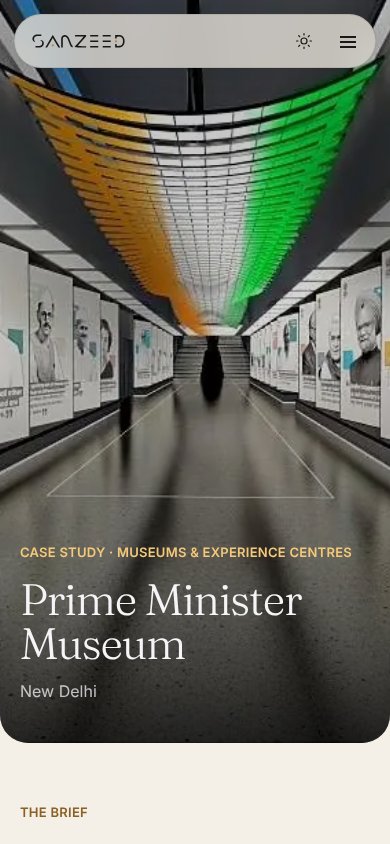 SANZEED
CASE STUDY · MUSEUMS & EXPERIENCE CENTRES
Prime Minister
Museum
New Delhi
THE BRIEF